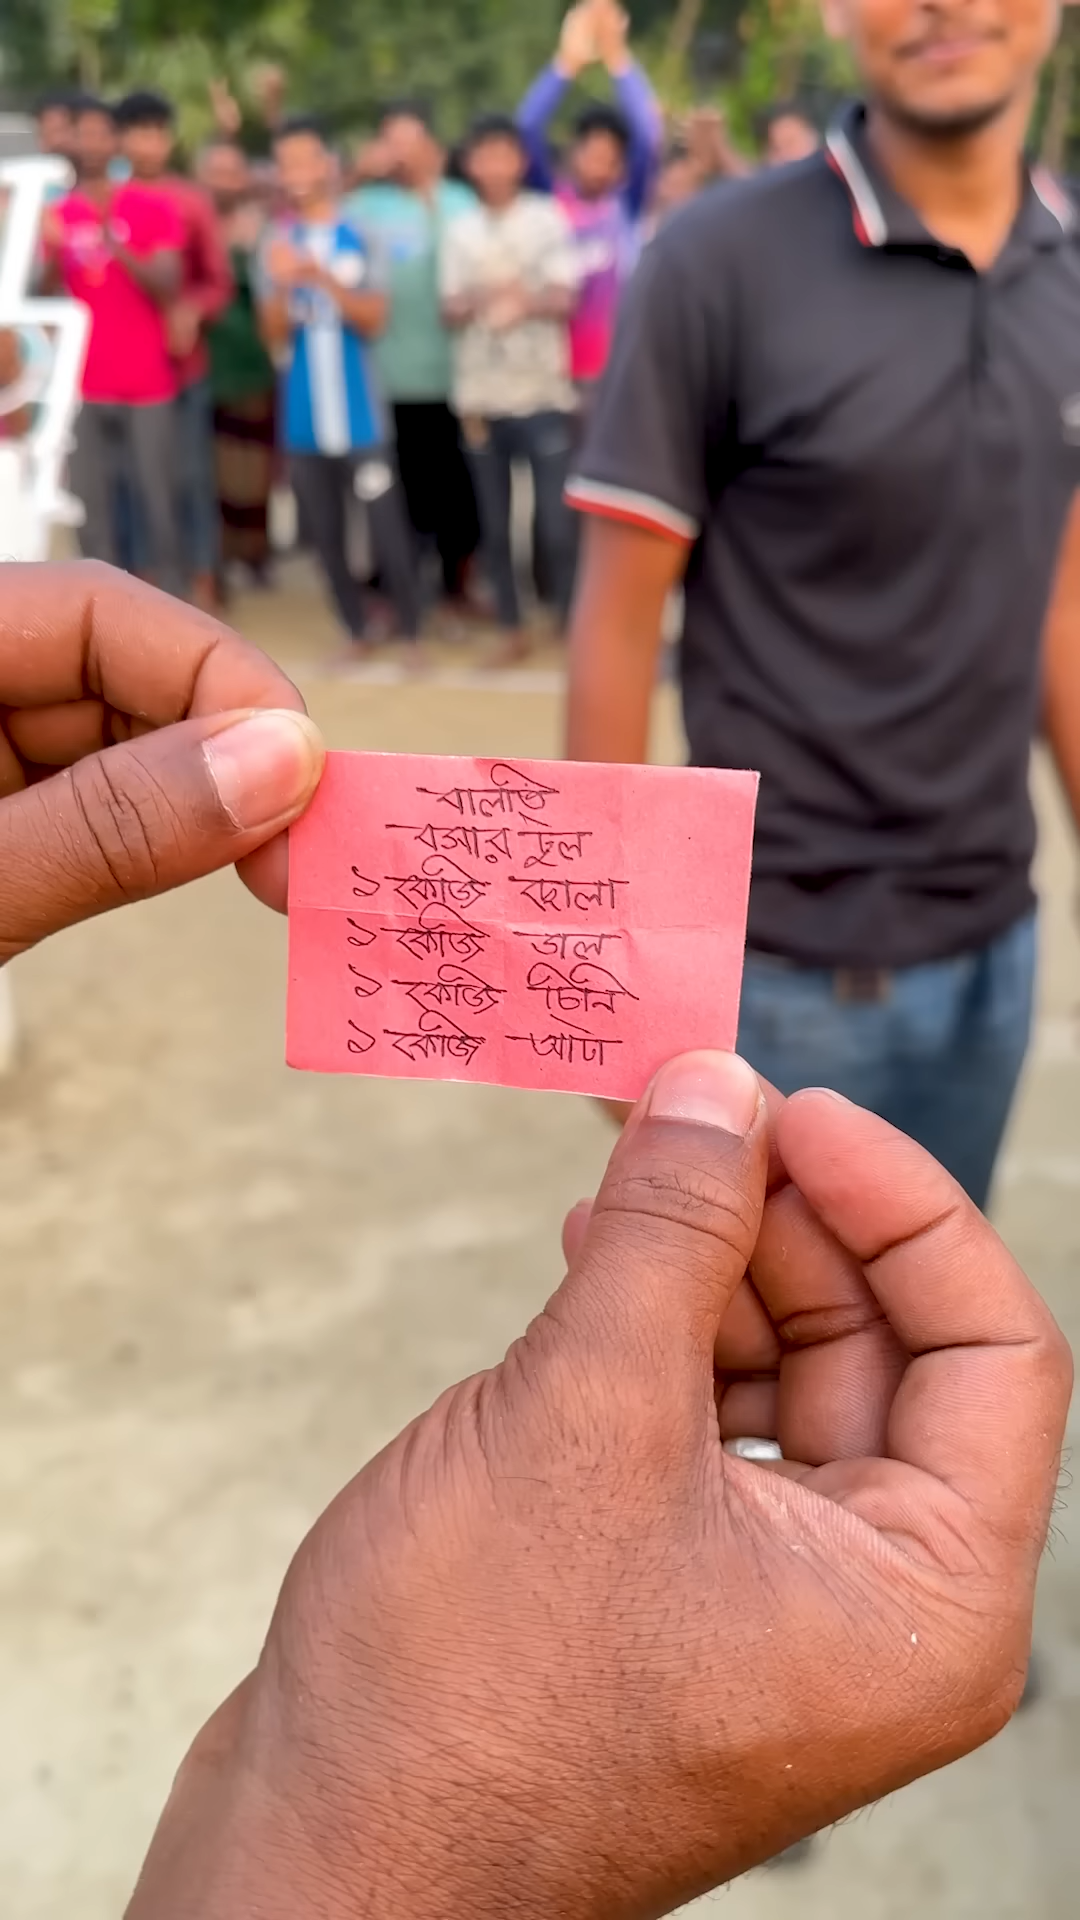 বালতি
বসার টুল
১ কেজি ছোলা
১ কেজি ডাল
১ কেজি চিনি
১ কেজি আটা